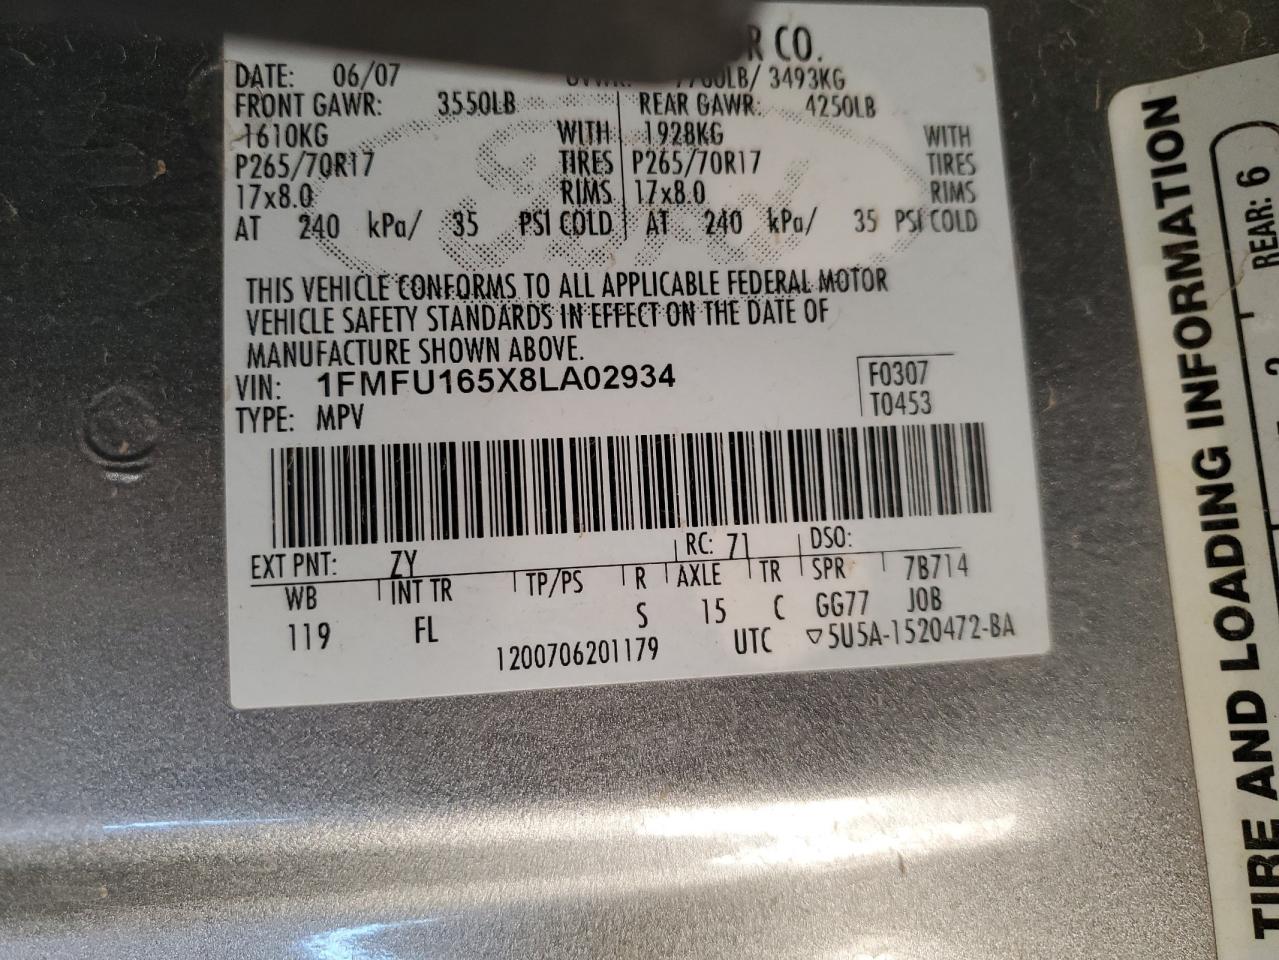 R CO.
DATE: 06/07
LB/ 3493KG
FRONT GAWR: 3550LB REAR GAWR: 4250LB
1610KG WITH 1928KG WITH
P265/70R17 TIRES P265/70R17 TIRES
17x8.0 RIMS 17x8.0 RIMS
AT 240 kPa/ 35 PSI COLD AT 240 kPa/ 35 PSI COLD
THIS VEHICLE CONFORMS TO ALL APPLICABLE FEDERAL MOTOR
VEHICLE SAFETY STANDARDS IN EFFECT ON THE DATE OF
MANUFACTURE SHOWN ABOVE.
VIN: 1FMFU165X8LA02934 F0307
TYPE: MPV T0453
EXT PNT: ZY RC: 71 DSO:
WB INT TR TP/PS R AXLE TR SPR 7B714
119 FL S 15 C GG77 JOB
1200706201179 UTC ▽5U5A-1520472-BA
TIRE AND LOADING INFORMATION
REAR: 6